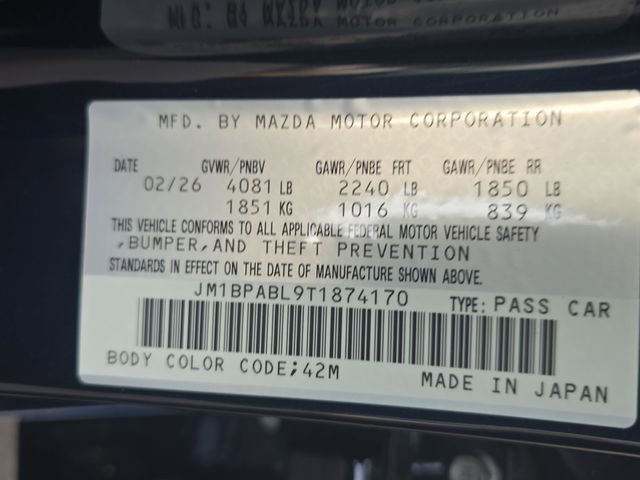 MFD. BY MAZDA MOTOR CORPORATION
DATE GVWR/PNBV GAWR/PNBE FRT GAWR/PNBE RR
02/26 4081 LB 2240 LB 1850 LB
1851 KG 1016 KG 839 KG
THIS VEHICLE CONFORMS TO ALL APPLICABLE FEDERAL MOTOR VEHICLE SAFETY
,BUMPER,AND THEFT PREVENTION
STANDARDS IN EFFECT ON THE DATE OF MANUFACTURE SHOWN ABOVE.
JM1BPABL9T1874170 TYPE: PASS CAR
BODY COLOR CODE;42M
MADE IN JAPAN